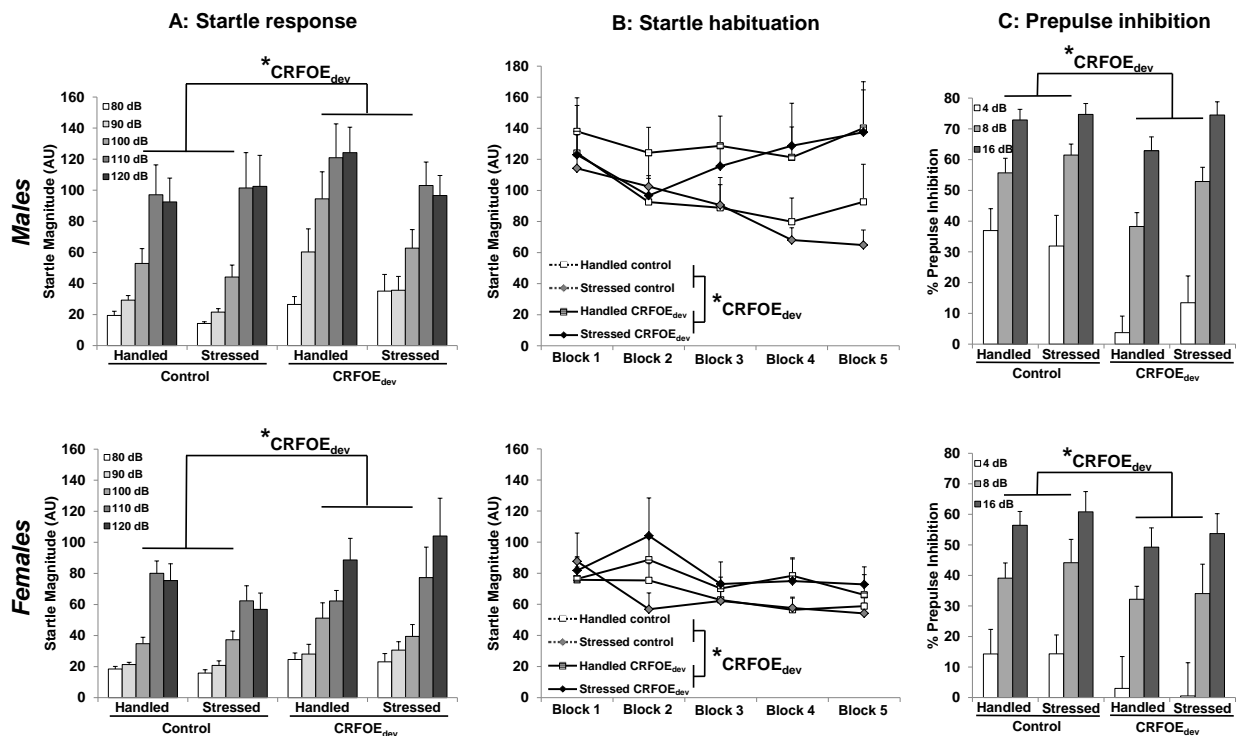 A: Startle response
B: Startle habituation
C: Prepulse inhibition
Males
Startle Magnitude (AU)
160
140
120
100
80
60
40
20
0
80 dB
90 dB
100 dB
110 dB
120 dB
*CRFOEdev
Handled
Stressed
Handled
Stressed
Control
CRFOEdev
Startle Magnitude (AU)
180
160
140
120
100
80
60
40
20
0
Handled control
Stressed control
Handled CRFOEdev
Stressed CRFOEdev
*CRFOEdev
Block 1
Block 2
Block 3
Block 4
Block 5
% Prepulse Inhibition
80
70
60
50
40
30
20
10
0
4 dB
8 dB
16 dB
*CRFOEdev
Handled
Stressed
Handled
Stressed
Control
CRFOEdev
Females
Startle Magnitude (AU)
160
140
120
100
80
60
40
20
0
80 dB
90 dB
100 dB
110 dB
120 dB
*CRFOEdev
Handled
Stressed
Handled
Stressed
Control
CRFOEdev
Startle Magnitude (AU)
160
140
120
100
80
60
40
20
0
Handled control
Stressed control
Handled CRFOEdev
Stressed CRFOEdev
*CRFOEdev
Block 1
Block 2
Block 3
Block 4
Block 5
% Prepulse Inhibition
80
70
60
50
40
30
20
10
0
4 dB
8 dB
16 dB
*CRFOEdev
Handled
Stressed
Handled
Stressed
Control
CRFOEdev